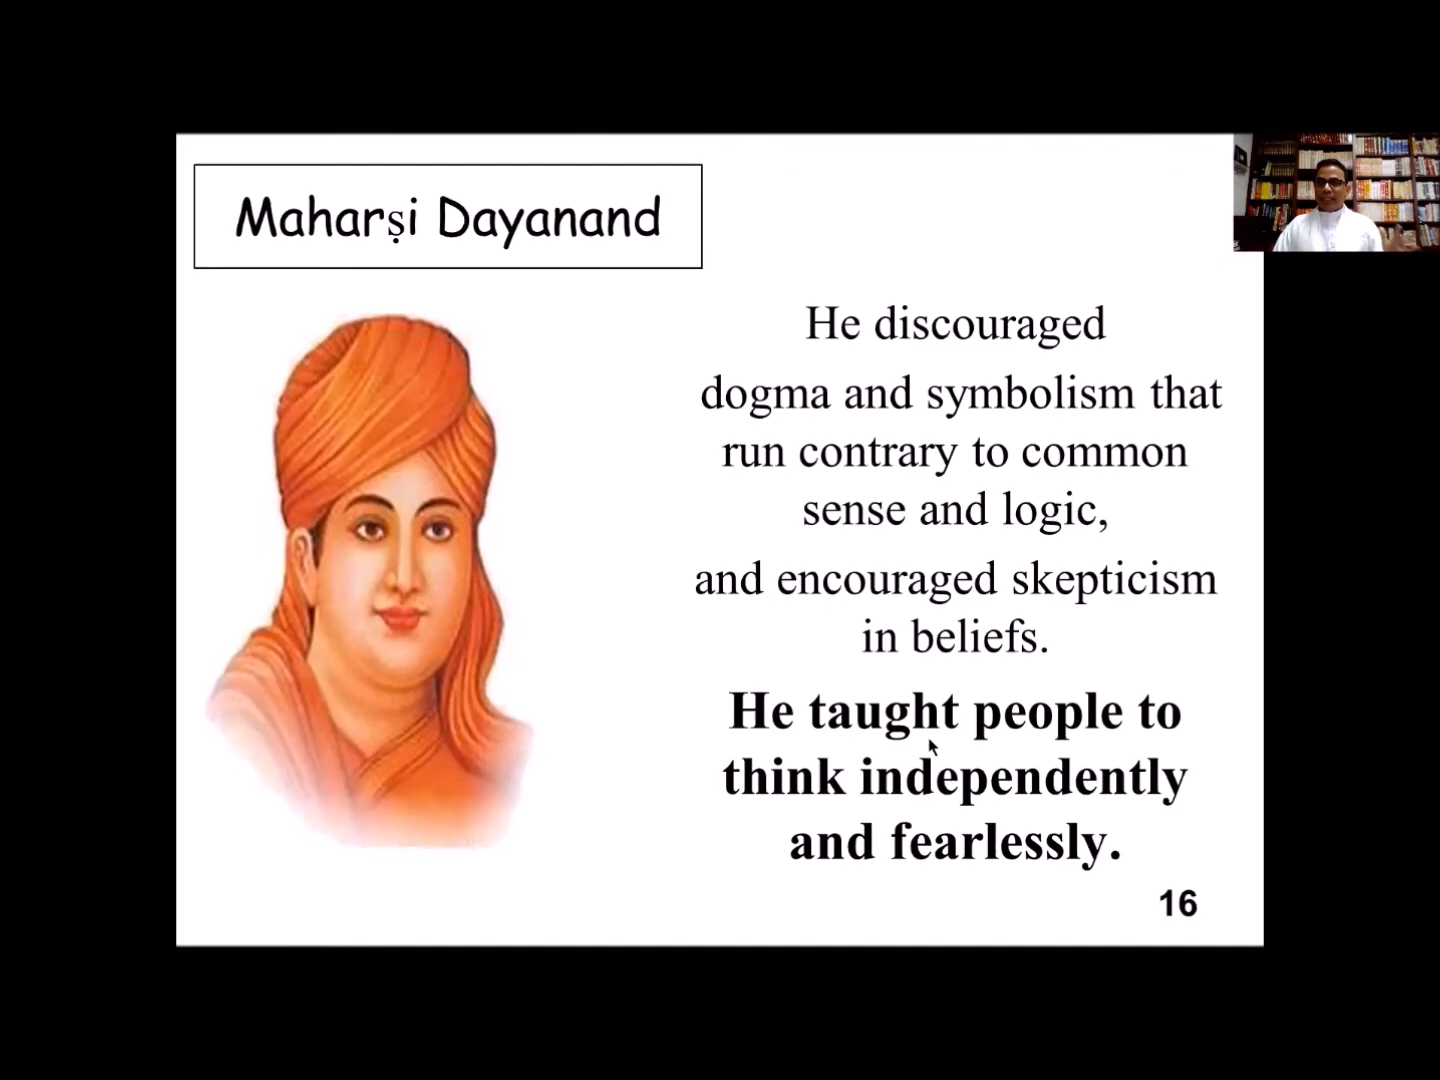 Maharṣi Dayanand
He discouraged
dogma and symbolism that
run contrary to common
sense and logic,
and encouraged skepticism
in beliefs.
He taught people to
think independently
and fearlessly.
16